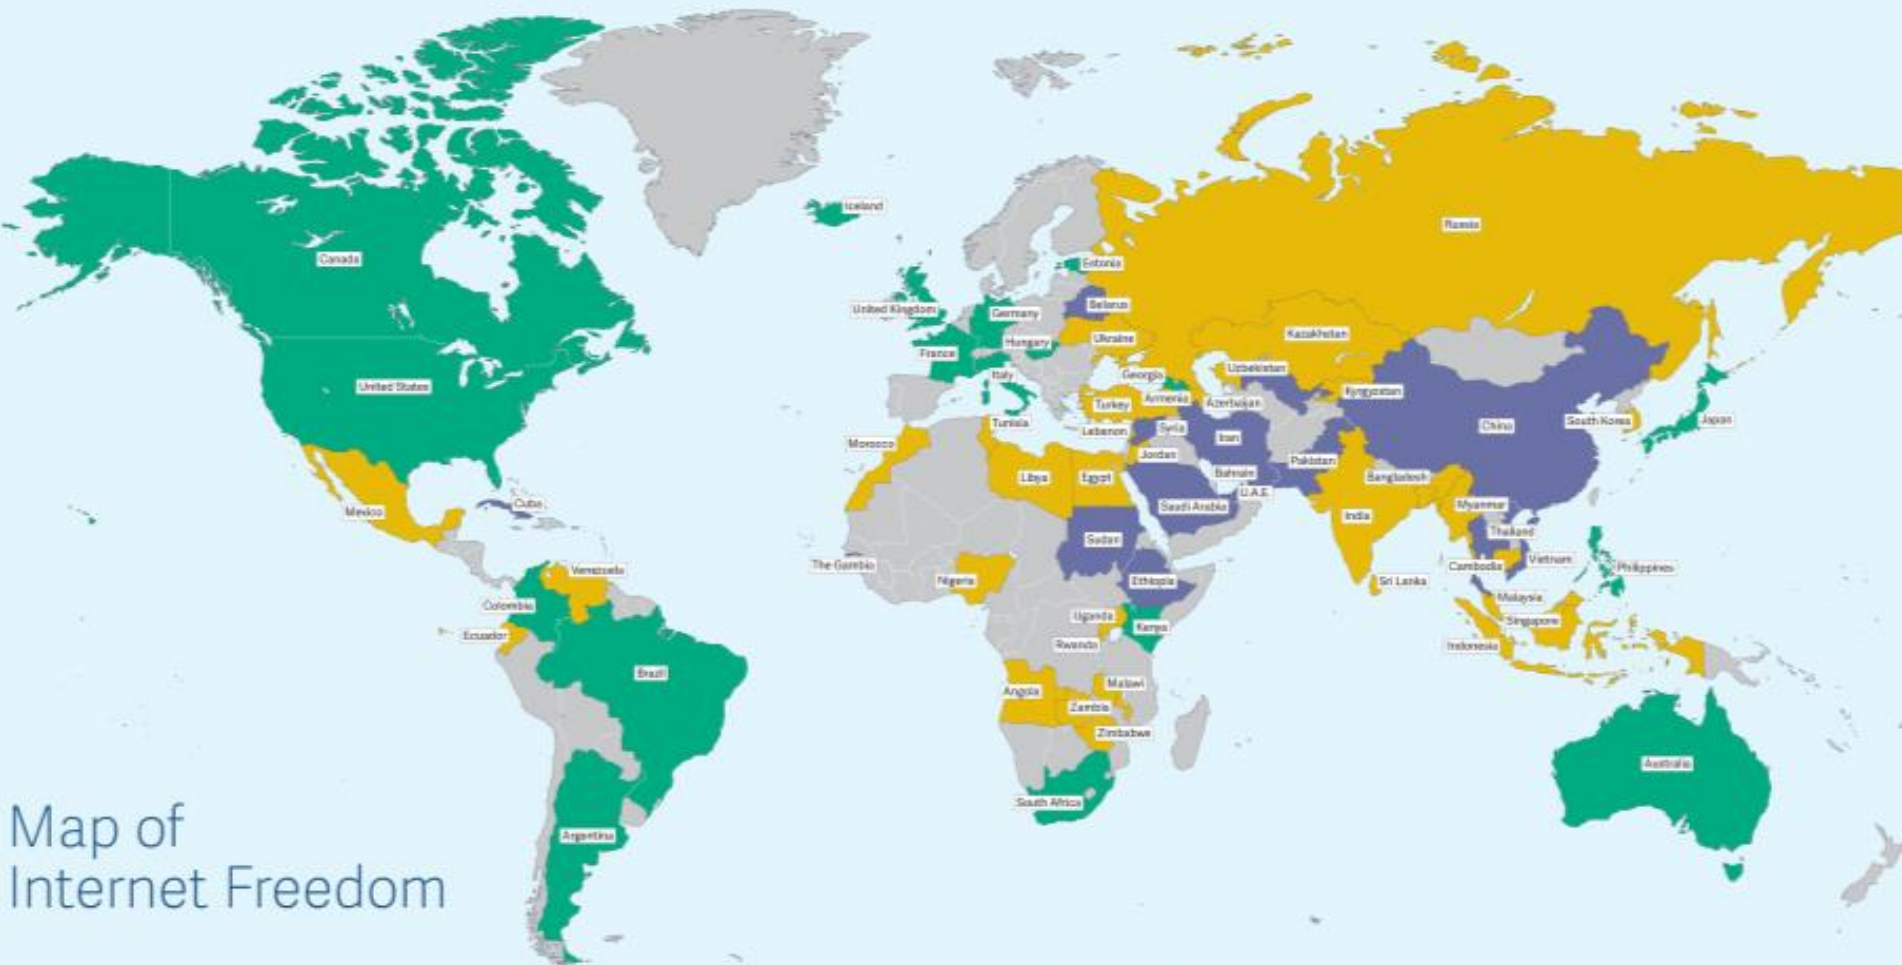 Iceland
Canada
Russia
Estonia
United Kingdom
Germany
Belarus
France
Hungary
Ukraine
Kazakhstan
United States
Italy
Georgia
Uzbekistan
Kyrgyzstan
Turkey
Armenia
Azerbaijan
Tunisia
Lebanon
Syria
Iran
China
South Korea
Japan
Morocco
Jordan
Pakistan
Libya
Egypt
Bahrain
U.A.E.
Bangladesh
Mexico
Cuba
Saudi Arabia
India
Myanmar
Sudan
Thailand
The Gambia
Venezuela
Nigeria
Ethiopia
Sri Lanka
Cambodia
Vietnam
Philippines
Colombia
Malaysia
Uganda
Kenya
Singapore
Ecuador
Rwanda
Indonesia
Brazil
Angola
Malawi
Zambia
Zimbabwe
Australia
South Africa
Argentina
Map of
Internet Freedom